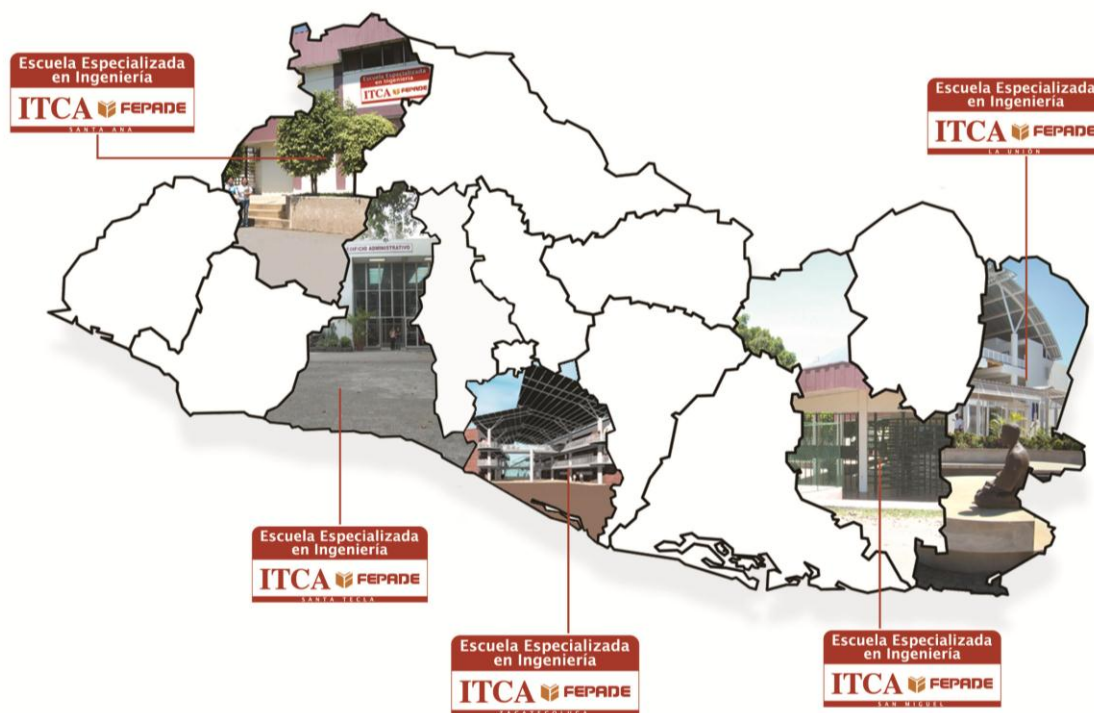 Escuela Especializada
en Ingeniería
ITCA FEPADE
SANTA ANA
Escuela Especializada
en Ingeniería
ITCA FEPADE
Escuela Especializada
en Ingeniería
ITCA FEPADE
LA UNIÓN
EDIFICIO ADMINISTRATIVO
Escuela Especializada
en Ingeniería
ITCA FEPADE
SANTA TECLA
Escuela Especializada
en Ingeniería
ITCA FEPADE
Escuela Especializada
en Ingeniería
ITCA FEPADE
SAN MIGUEL